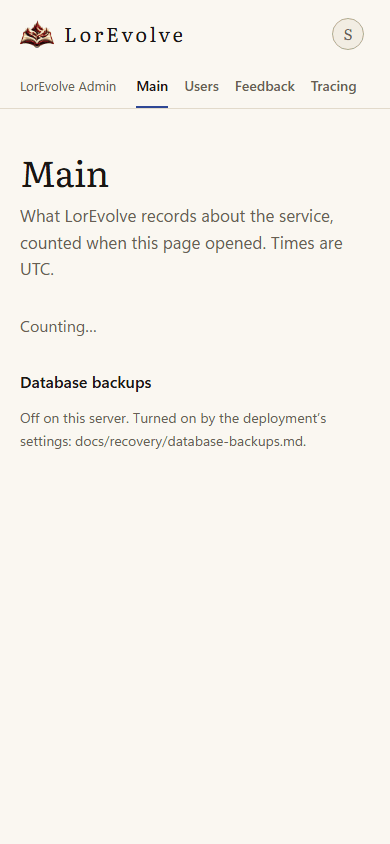 LorEvolve
S
LorEvolve Admin Main Users Feedback Tracing
Main
What LorEvolve records about the service,
counted when this page opened. Times are
UTC.
Counting...
Database backups
Off on this server. Turned on by the deployment's
settings: docs/recovery/database-backups.md.